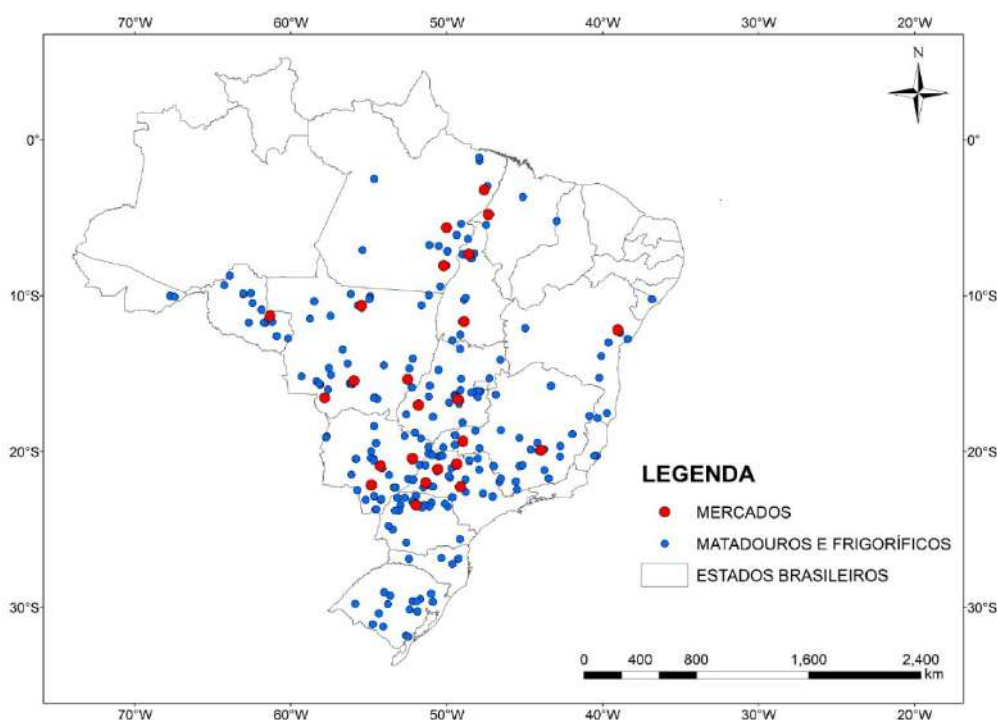 70°W 60°W 50°W 40°W 30°W 20°W
N
0° 0°
10°S 10°S
20°S 20°S
LEGENDA
MERCADOS
MATADOUROS E FRIGORÍFICOS
ESTADOS BRASILEIROS
30°S 30°S
0 400 800 1,600 2,400
km
70°W 60°W 50°W 40°W 30°W 20°W